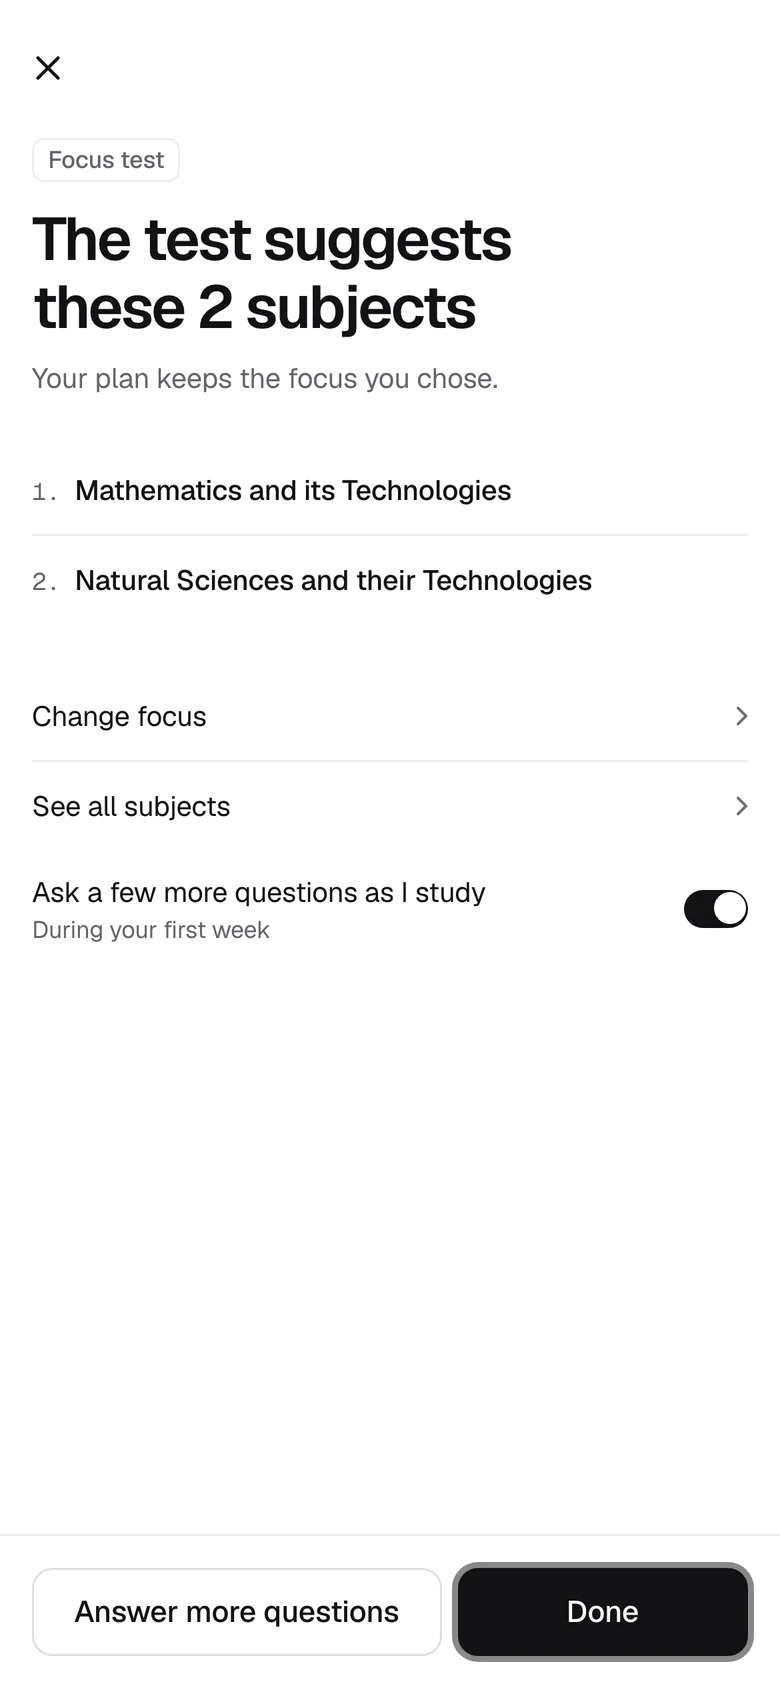 Focus test
The test suggests
these 2 subjects
Your plan keeps the focus you chose.
1. Mathematics and its Technologies
2. Natural Sciences and their Technologies
Change focus
See all subjects
Ask a few more questions as I study
During your first week
Answer more questions
Done